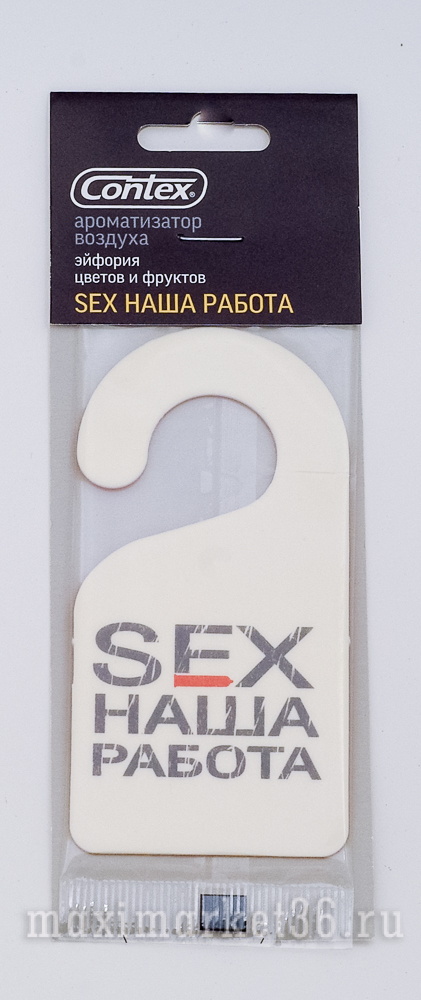 Contex®
ароматизатор
воздуха
эйфория
цветов и фруктов
SEX НАША РАБОТА
SEX
НАША
РАБОТА
maximarket36.ru